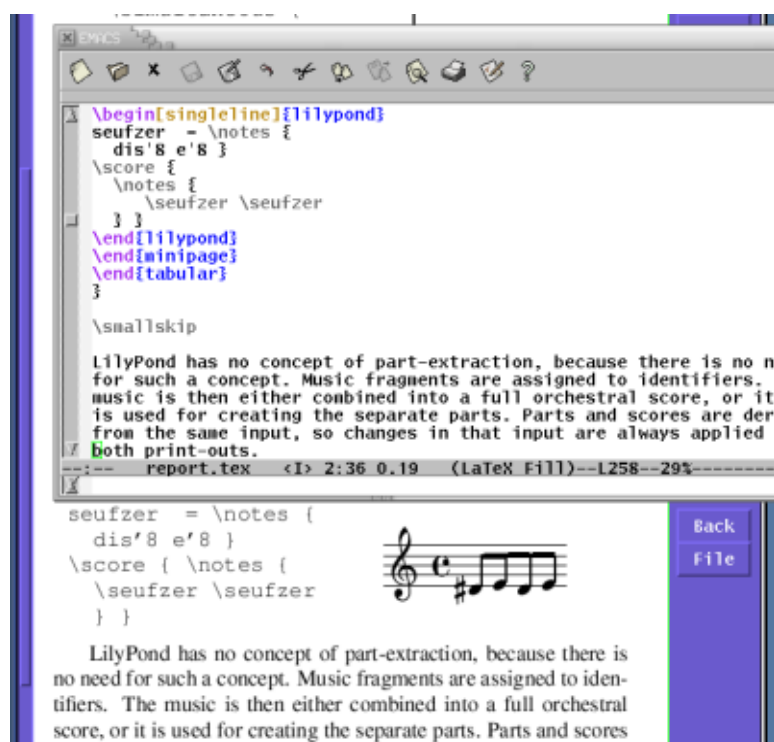 EMACS
\begin[singleline]{lilypond}
seufzer = \notes {
dis'8 e'8 }
\score {
\notes {
\seufzer \seufzer
} }
\end{lilypond}
\end{minipage}
\end{tabular}
}
\smallskip
LilyPond has no concept of part-extraction, because there is no n
for such a concept. Music fragments are assigned to identifiers.
music is then either combined into a full orchestral score, or it
is used for creating the separate parts. Parts and scores are der
from the same input, so changes in that input are always applied
both print-outs.
--:-- report.tex <I> 2:36 0.19 (LaTeX Fill)--L258--29%--------
seufzer = \notes {
dis'8 e'8 }
\score { \notes {
\seufzer \seufzer
} }
Back
File
LilyPond has no concept of part-extraction, because there is
no need for such a concept. Music fragments are assigned to iden-
tifiers. The music is then either combined into a full orchestral
score, or it is used for creating the separate parts. Parts and scores